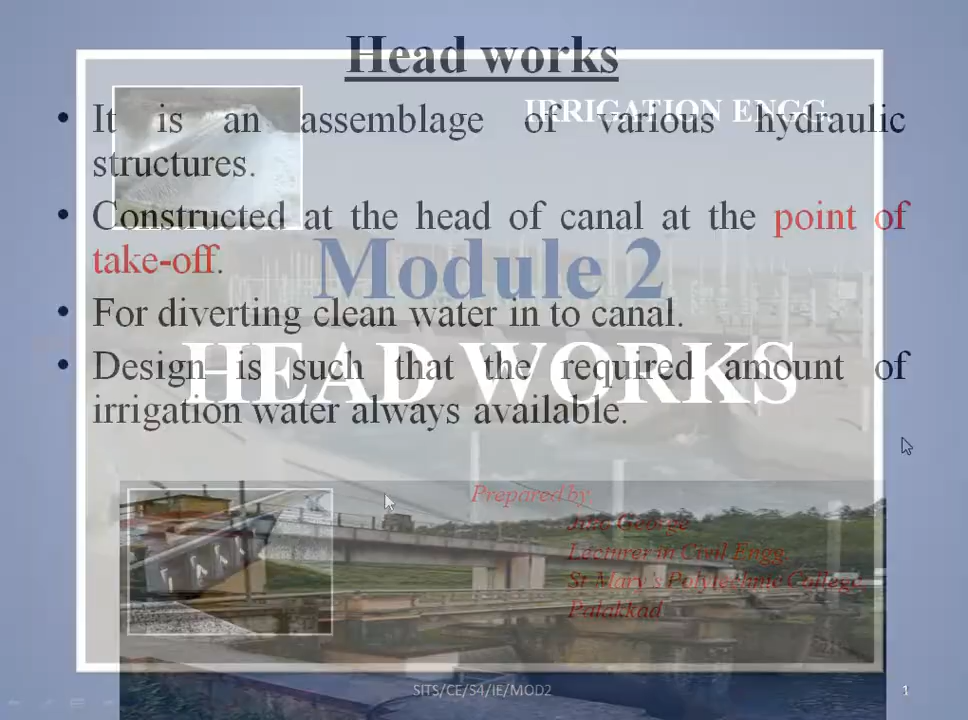 Head works
• It is an assemblage of various hydraulic
structures.
• Constructed at the head of canal at the point of
take-off.
• For diverting clean water in to canal.
• Design is such that the required amount of
irrigation water always available.
IRRIGATION ENGG.
Module 2
HEAD WORKS
Prepared by,
Jino George
Lecturer in Civil Engg.
St Mary's Polytechnic College
Palakkad
SITS/CE/S4/IE/MOD2
1